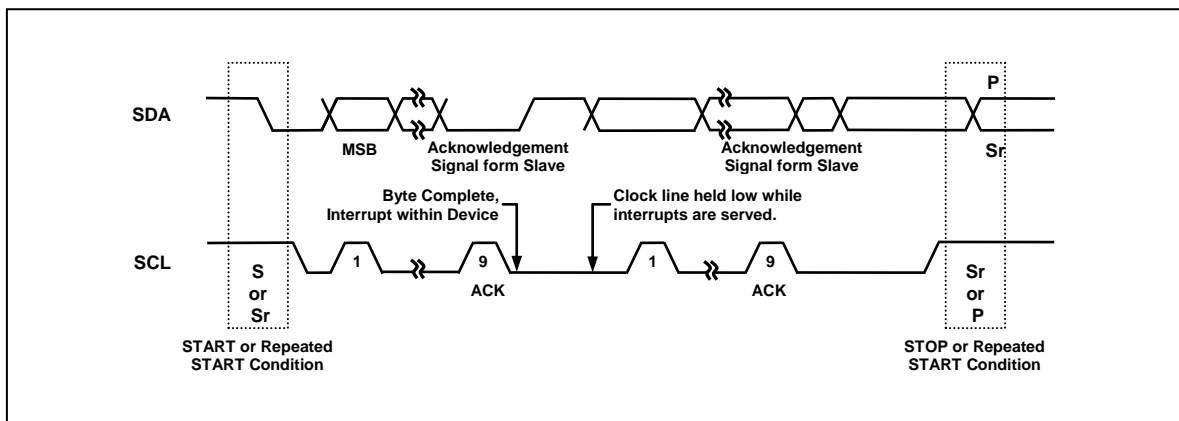 P
SDA
MSB
Acknowledgement
Signal form Slave
Acknowledgement
Signal form Slave
Sr
Byte Complete,
Interrupt within Device
Clock line held low while
interrupts are served.
SCL
S
or
Sr
1
9
ACK
1
9
ACK
Sr
or
P
START or Repeated
START Condition
STOP or Repeated
START Condition